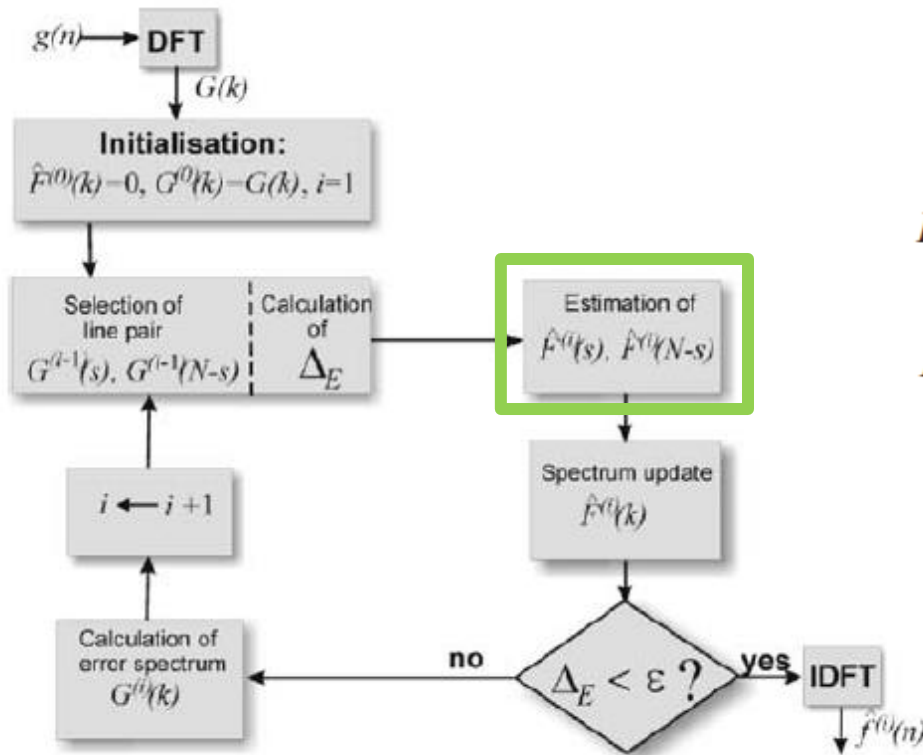 g(n)
DFT
G(k)
Initialisation:
F̂⁽⁰⁾(k)=0, G⁽⁰⁾(k)=G(k), i=1
Selection of
line pair
G⁽ⁱ⁻¹⁾(s), G⁽ⁱ⁻¹⁾(N-s)
Calculation
of
Δ_E
Estimation of
F̂⁽ⁱ⁾(s), F̂⁽ⁱ⁾(N-s)
Spectrum update
F̂⁽ⁱ⁾(k)
i ← i +1
Calculation of
error spectrum
G⁽ⁱ⁾(k)
no
Δ_E < ε ?
yes
IDFT
f̂⁽ⁱ⁾(n)